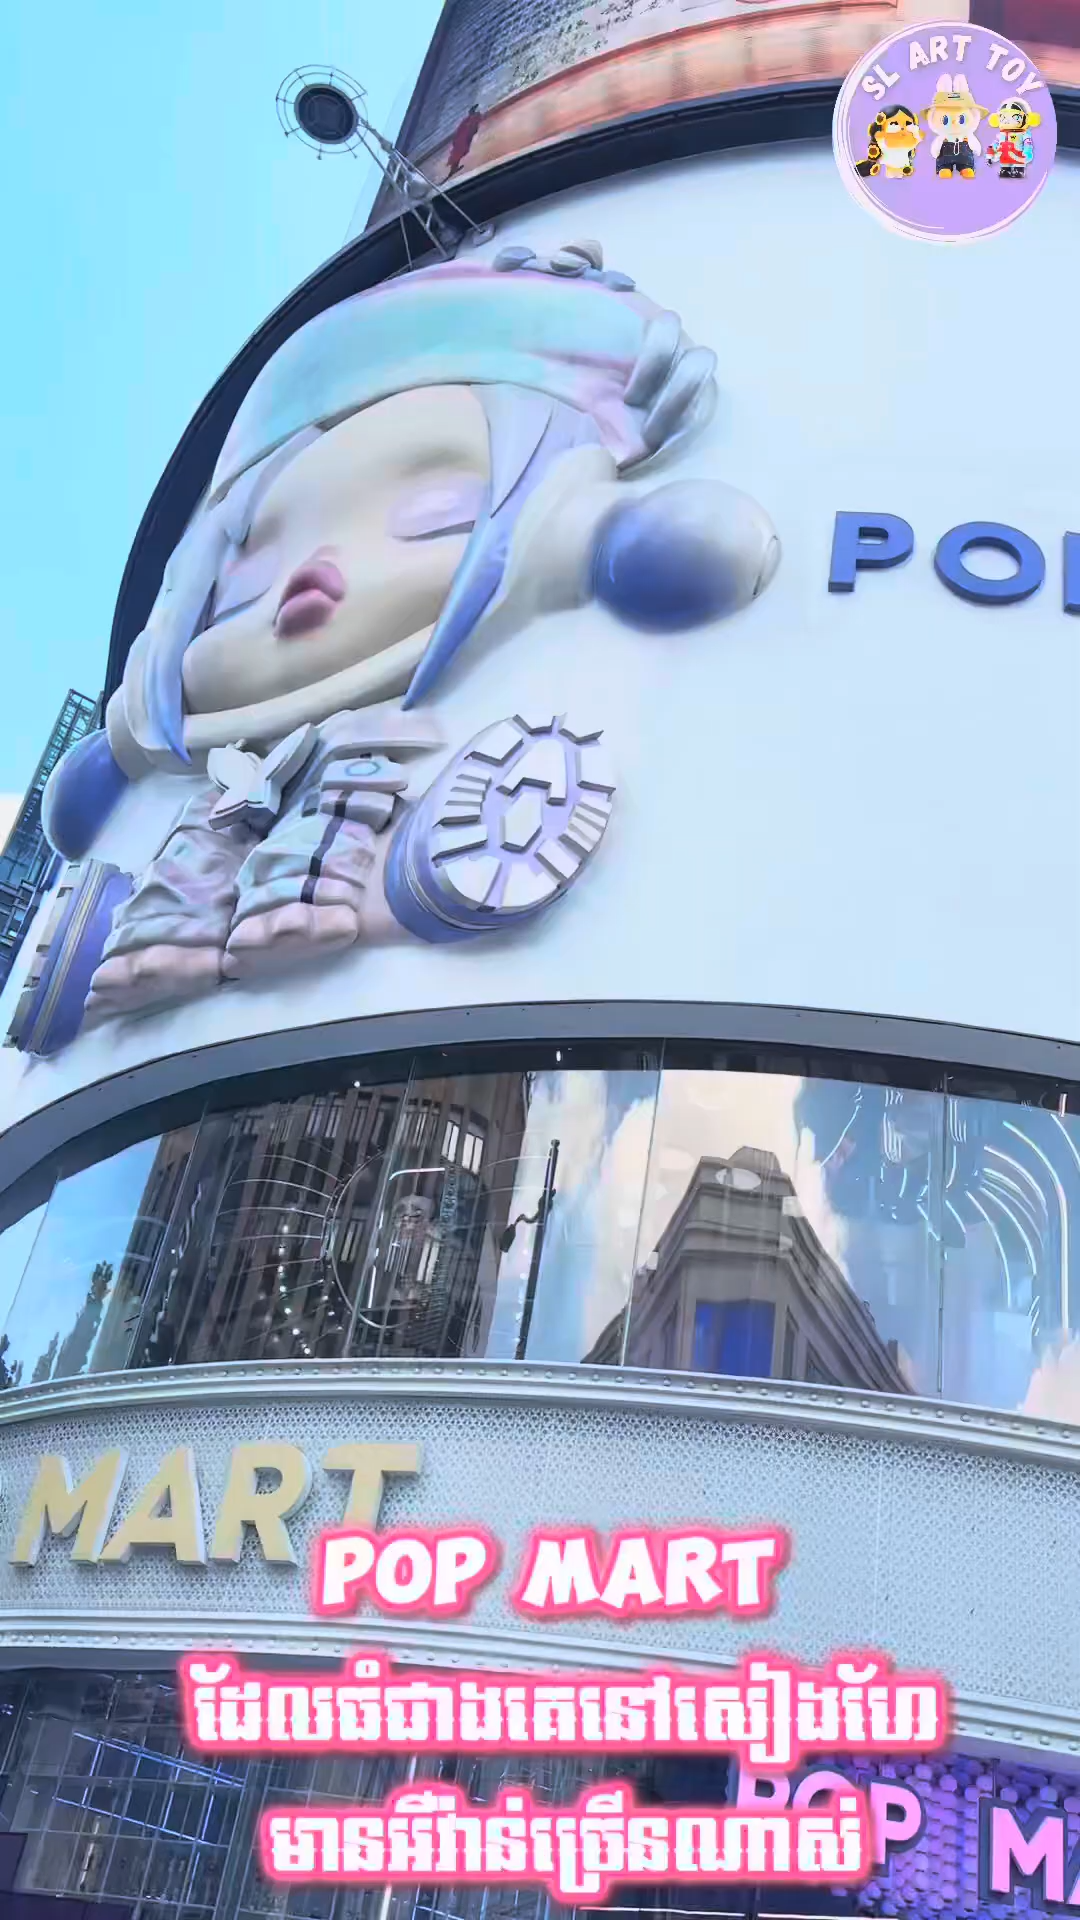 SL ART TOY
PO
MART
POP MART
ដែលធំជាងគេនៅសៀងហៃ
មានអីវ៉ាន់ច្រើនណាស់
POP MA